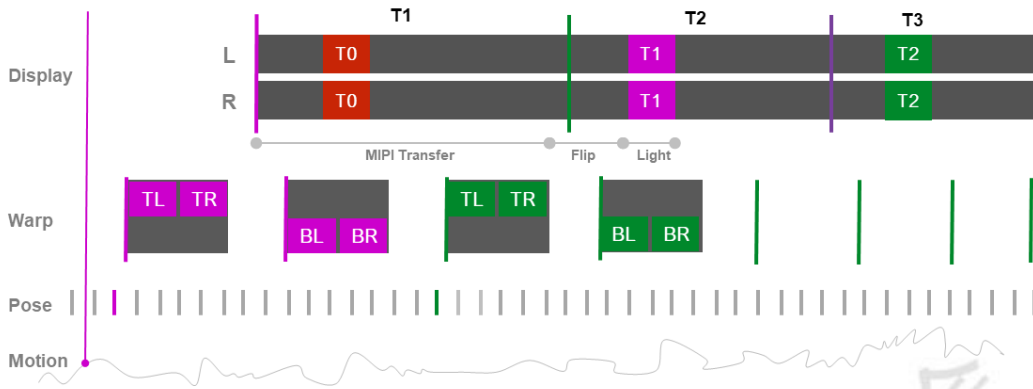 T1 T2 T3
L T0 T1 T2
Display
R T0 T1 T2
MIPI Transfer Flip Light
TL TR TL TR
Warp
BL BR BL BR
Pose
Motion